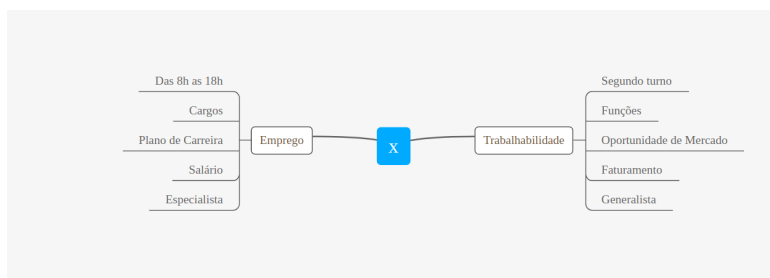 Das 8h as 18h
Cargos
Plano de Carreira
Salário
Especialista
Emprego
X
Trabalhabilidade
Segundo turno
Funções
Oportunidade de Mercado
Faturamento
Generalista